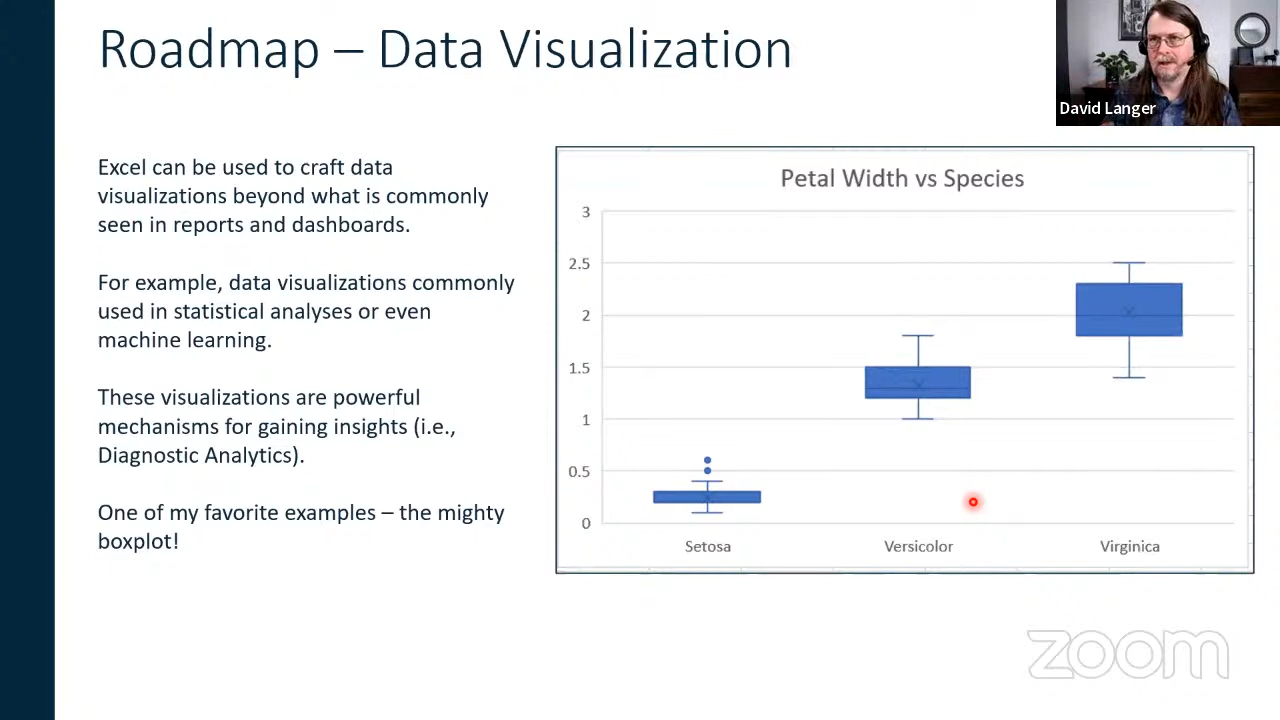 Roadmap – Data Visualization
David Langer
Excel can be used to craft data
visualizations beyond what is commonly
seen in reports and dashboards.
For example, data visualizations commonly
used in statistical analyses or even
machine learning.
These visualizations are powerful
mechanisms for gaining insights (i.e.,
Diagnostic Analytics).
One of my favorite examples – the mighty
boxplot!
Petal Width vs Species
3
2.5
2
1.5
1
0.5
0
Setosa
Versicolor
Virginica
zoom